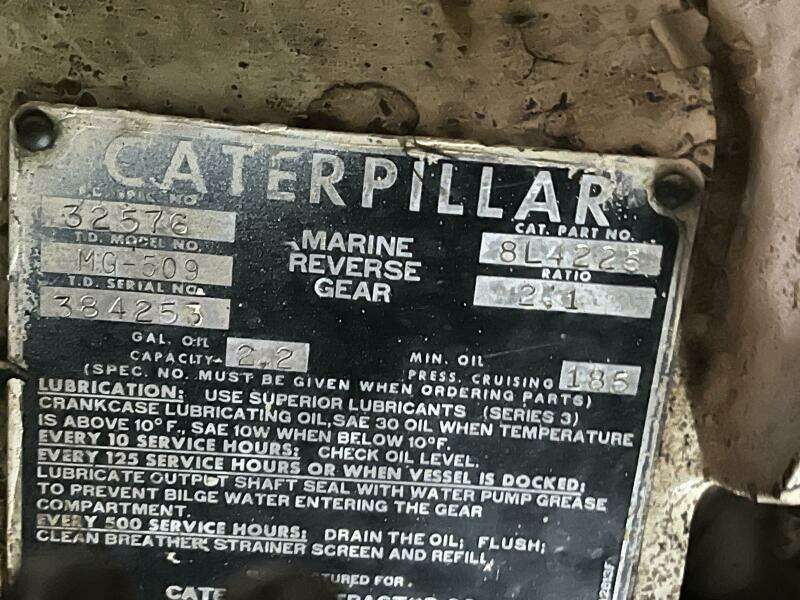 CATERPILLAR
32576
T.D. MODEL NO.
MG-509
T.D. SERIAL NO.
384253
MARINE
REVERSE
GEAR
CAT. PART NO.
8L4225
RATIO
2.1
GAL. OIL
CAPACITY 2.2
MIN. OIL
PRESS. CRUISING 185
(SPEC. NO. MUST BE GIVEN WHEN ORDERING PARTS)
LUBRICATION: USE SUPERIOR LUBRICANTS (SERIES 3)
CRANKCASE LUBRICATING OIL, SAE 30 OIL WHEN TEMPERATURE
IS ABOVE 10°F., SAE 10W WHEN BELOW 10°F.
EVERY 10 SERVICE HOURS: CHECK OIL LEVEL.
EVERY 125 SERVICE HOURS OR WHEN VESSEL IS DOCKED:
LUBRICATE OUTPUT SHAFT SEAL WITH WATER PUMP GREASE
TO PREVENT BILGE WATER ENTERING THE GEAR
COMPARTMENT.
EVERY 500 SERVICE HOURS: DRAIN THE OIL; FLUSH;
CLEAN BREATHER, STRAINER SCREEN AND REFILL
FOR